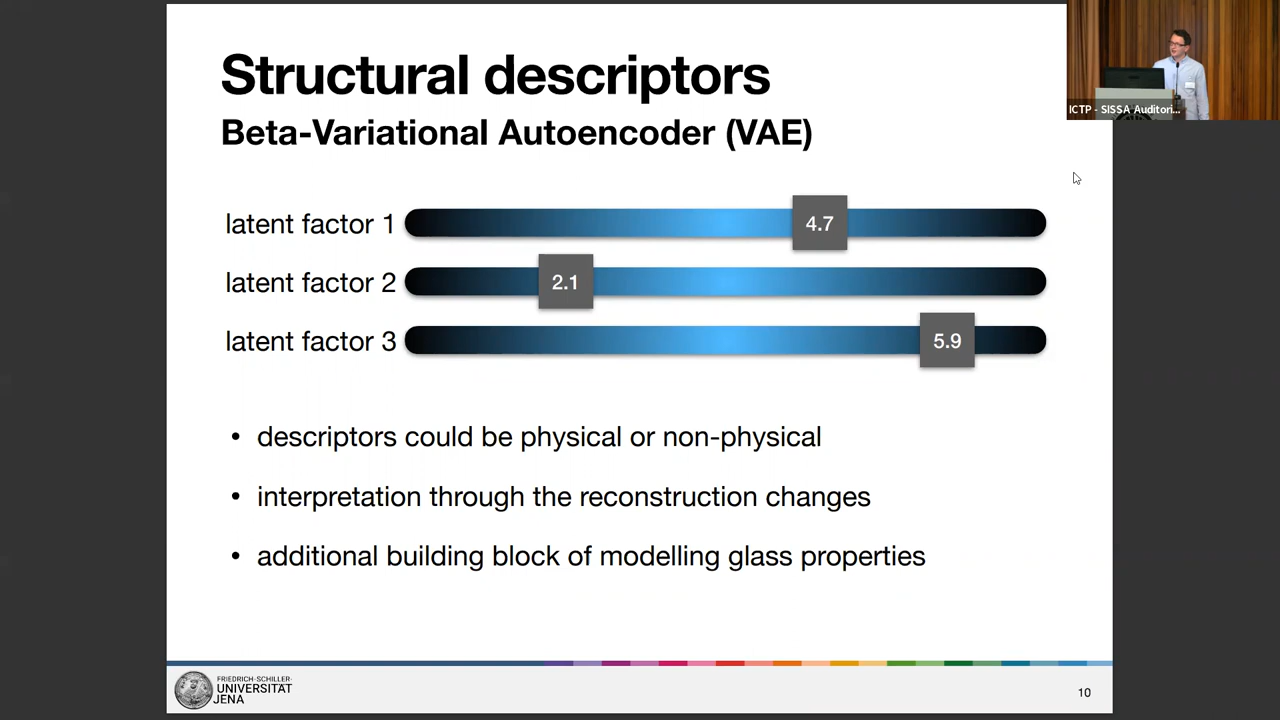 Structural descriptors
Beta-Variational Autoencoder (VAE)
ICTP - SISSA Auditori...
latent factor 1
4.7
latent factor 2
2.1
latent factor 3
5.9
• descriptors could be physical or non-physical
• interpretation through the reconstruction changes
• additional building block of modelling glass properties
FRIEDRICH-SCHILLER-
UNIVERSITÄT
JENA
10